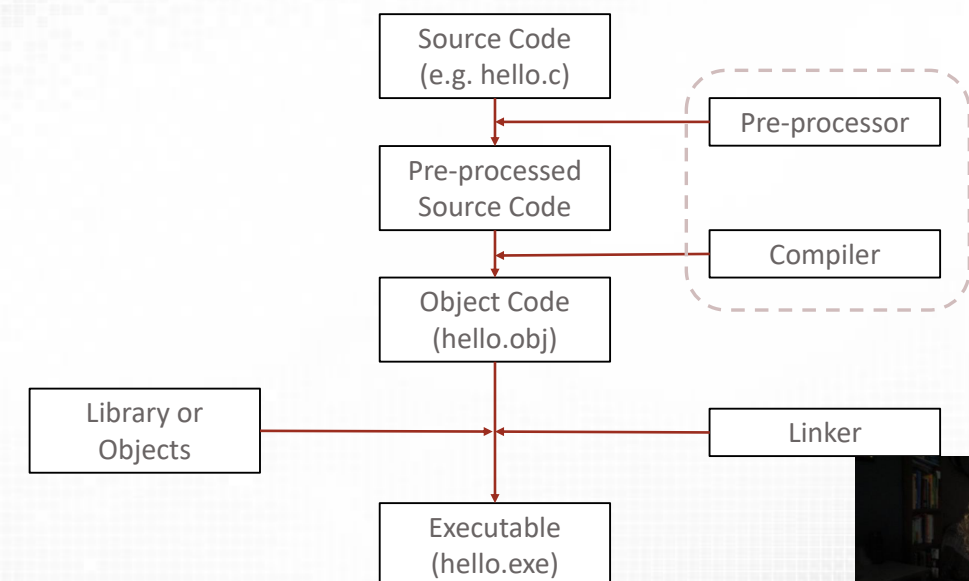 Source Code
(e.g. hello.c)
Pre-processor
Pre-processed
Source Code
Compiler
Object Code
(hello.obj)
Library or
Objects
Linker
Executable
(hello.exe)